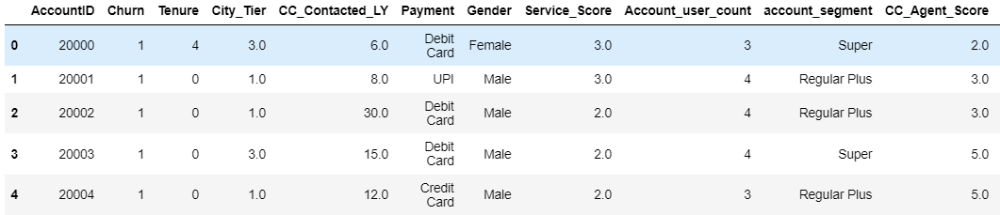 AccountID Churn Tenure City_Tier CC_Contacted_LY Payment Gender Service_Score Account_user_count account_segment CC_Agent_Score
0 20000 1 4 3.0 6.0 Debit Card Female 3.0 3 Super 2.0
1 20001 1 0 1.0 8.0 UPI Male 3.0 4 Regular Plus 3.0
2 20002 1 0 1.0 30.0 Debit Card Male 2.0 4 Regular Plus 3.0
3 20003 1 0 3.0 15.0 Debit Card Male 2.0 4 Super 5.0
4 20004 1 0 1.0 12.0 Credit Card Male 2.0 3 Regular Plus 5.0